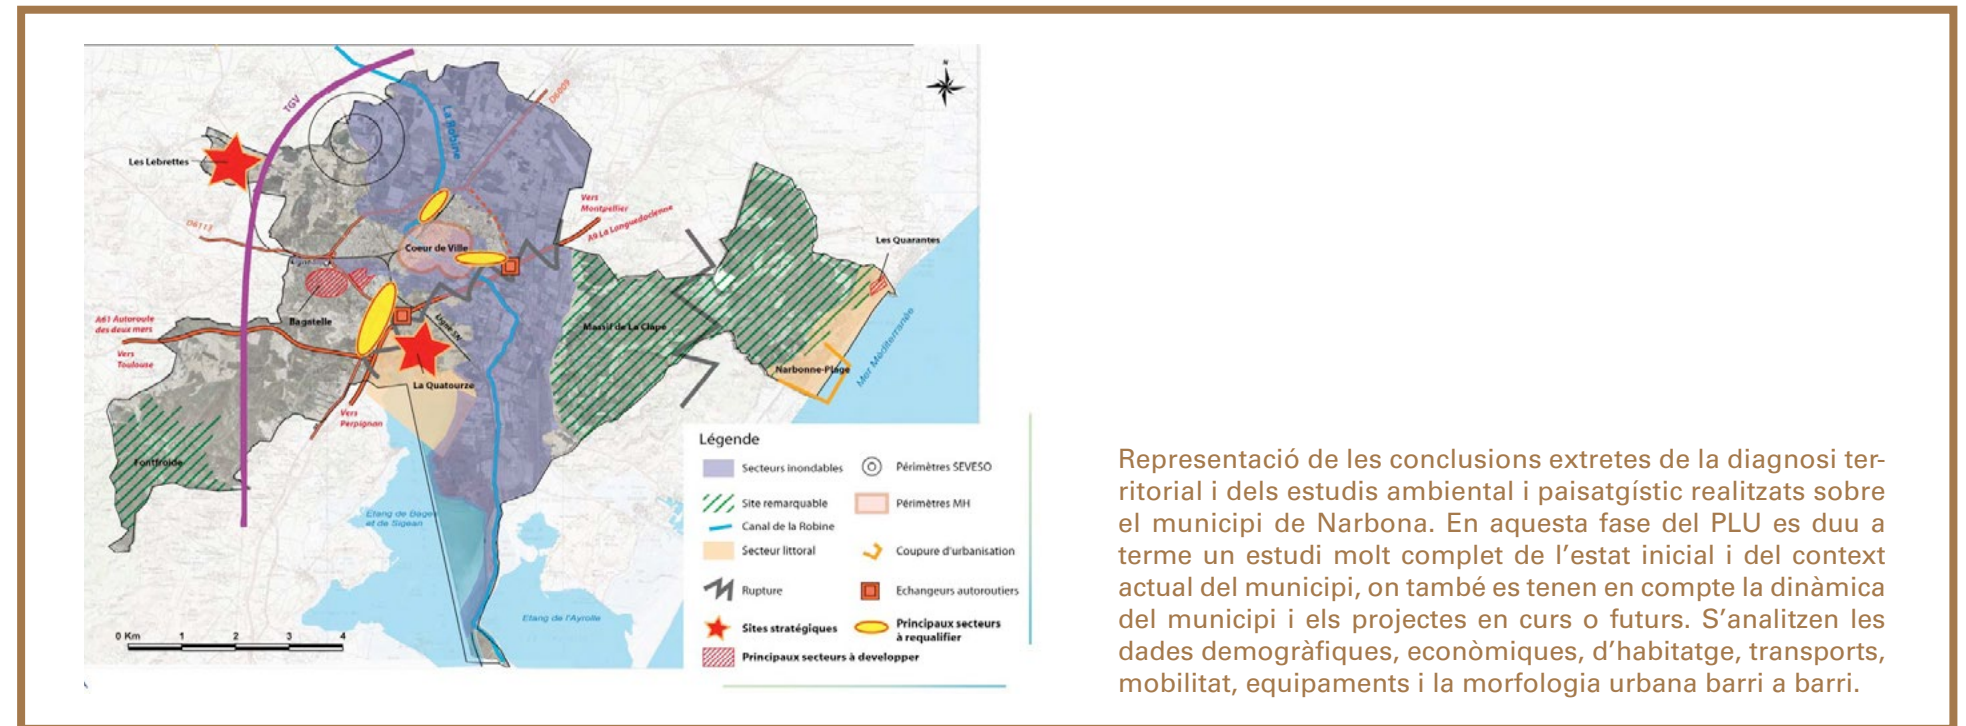 N
TGV
La Robine
D6009
Les Lebrettes
Vers
Montpellier
A9 La Languedocienne
D6113
Coeur de Ville
Les Quarantes
A61 Autoroute
des deux mers
Bagatelle
Massif de La Clape
Mer Méditerranée
Vers
Toulouse
La Quatourze
Narbonne-Plage
Vers
Perpignan
Fontfroide
Etang de Bages
et de Sigean
Etang de l'Ayrolle
0 Km 1 2 3 4
Légende
Secteurs inondables
Périmètres SEVESO
Site remarquable
Périmètres MH
Canal de la Robine
Secteur littoral
Coupure d'urbanisation
Rupture
Echangeurs autoroutiers
Sites stratégiques
Principaux secteurs
à requalifier
Principaux secteurs à developper
Representació de les conclusions extretes de la diagnosi ter-
ritorial i dels estudis ambiental i paisatgístic realitzats sobre
el municipi de Narbona. En aquesta fase del PLU es duu a
terme un estudi molt complet de l'estat inicial i del context
actual del municipi, on també es tenen en compte la dinàmica
del municipi i els projectes en curs o futurs. S'analitzen les
dades demogràfiques, econòmiques, d'habitatge, transports,
mobilitat, equipaments i la morfologia urbana barri a barri.